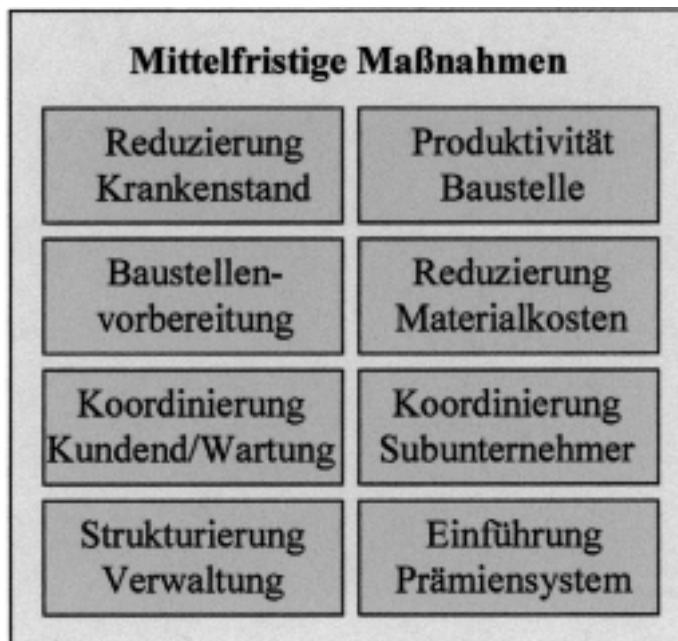 Mittelfristige Maßnahmen
Reduzierung
Krankenstand
Produktivität
Baustelle
Baustellen-
vorbereitung
Reduzierung
Materialkosten
Koordinierung
Kundend/Wartung
Koordinierung
Subunternehmer
Strukturierung
Verwaltung
Einführung
Prämiensystem